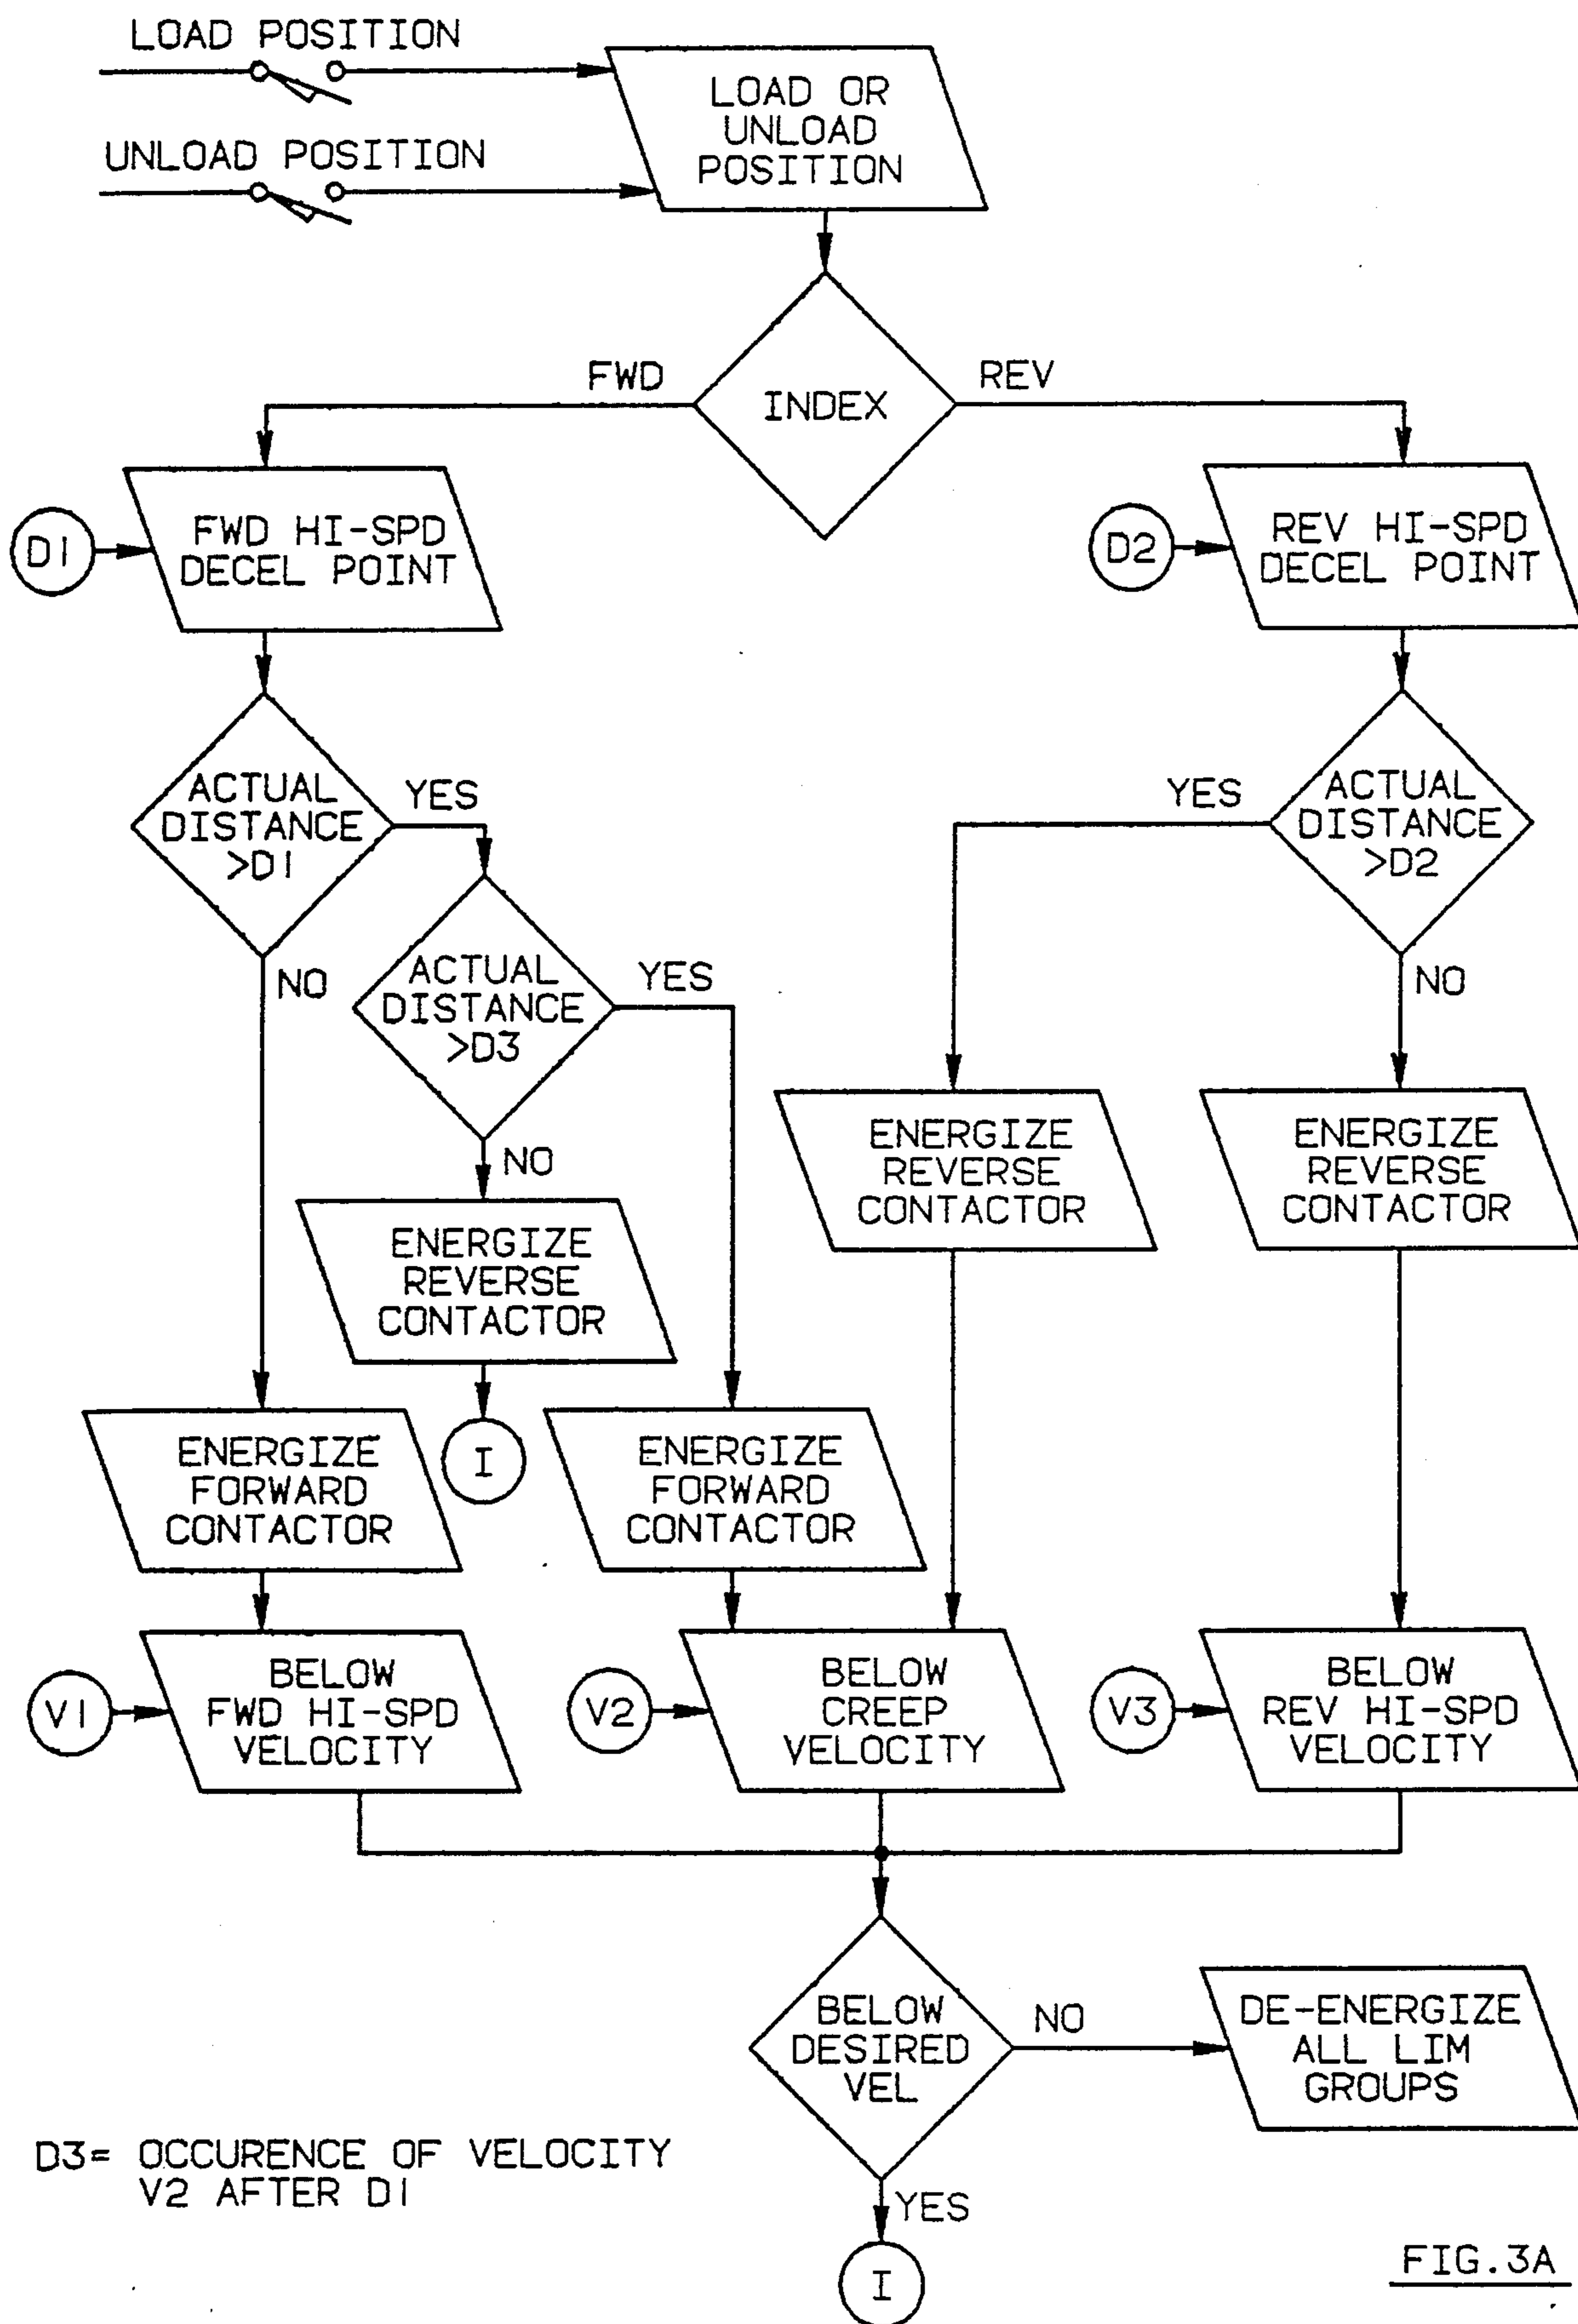 LOAD POSITION
LOAD OR
UNLOAD
POSITION
UNLOAD POSITION
FWD
INDEX
REV
D1
FWD HI-SPD
DECEL POINT
D2
REV HI-SPD
DECEL POINT
ACTUAL
DISTANCE
>D1
YES
NO
YES
ACTUAL
DISTANCE
>D2
NO
ACTUAL
DISTANCE
>D3
YES
NO
ENERGIZE
REVERSE
CONTACTOR
ENERGIZE
REVERSE
CONTACTOR
ENERGIZE
REVERSE
CONTACTOR
I
ENERGIZE
FORWARD
CONTACTOR
ENERGIZE
FORWARD
CONTACTOR
V1
BELOW
FWD HI-SPD
VELOCITY
V2
BELOW
CREEP
VELOCITY
V3
BELOW
REV HI-SPD
VELOCITY
BELOW
DESIRED
VEL
NO
DE-ENERGIZE
ALL LIM
GROUPS
YES
I
D3= OCCURENCE OF VELOCITY
V2 AFTER D1
FIG.3A